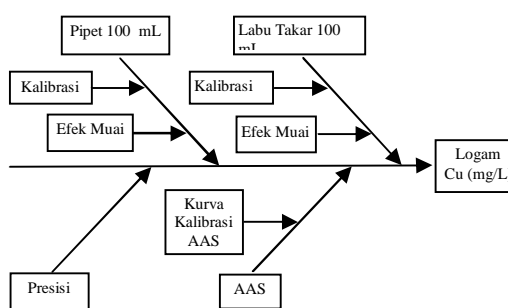 Pipet 100 mL
Labu Takar 100
mL
Kalibrasi
Kalibrasi
Efek Muai
Efek Muai
Logam
Cu (mg/L
Kurva
Kalibrasi
AAS
Presisi
AAS